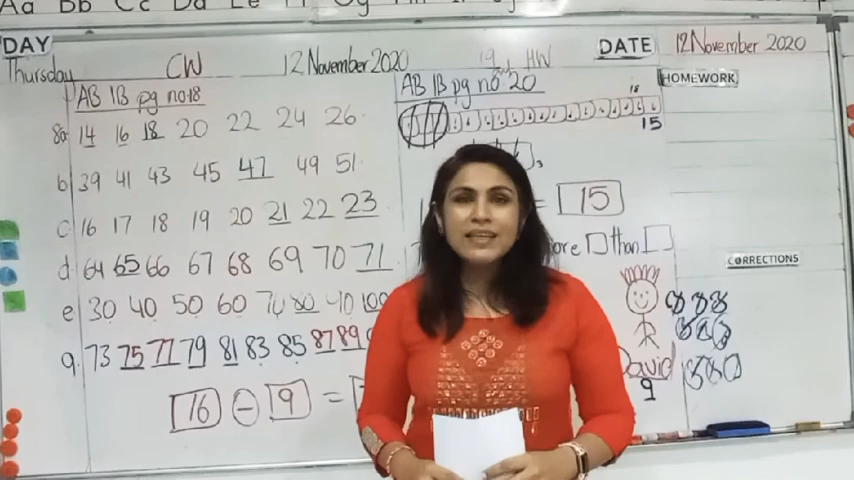 Aa Bb Cc Dd Ee
DAY
Thursday CW 12 November 2020 HW DATE 12 November 2020
HOMEWORK
AB 1B pg no 18
AB 1B pg no 20
8a 14 16 18 20 22 24 26
18
15
b 39 41 43 45 47 49 51
c 16 17 18 19 20 21 22 23
= 15
d 64 65 66 67 68 69 70 71
than
CORRECTIONS
e 30 40 50 60 70 80 90 100
9. 73 75 77 79 81 83 85 87 89
David
9
16 - 9 =